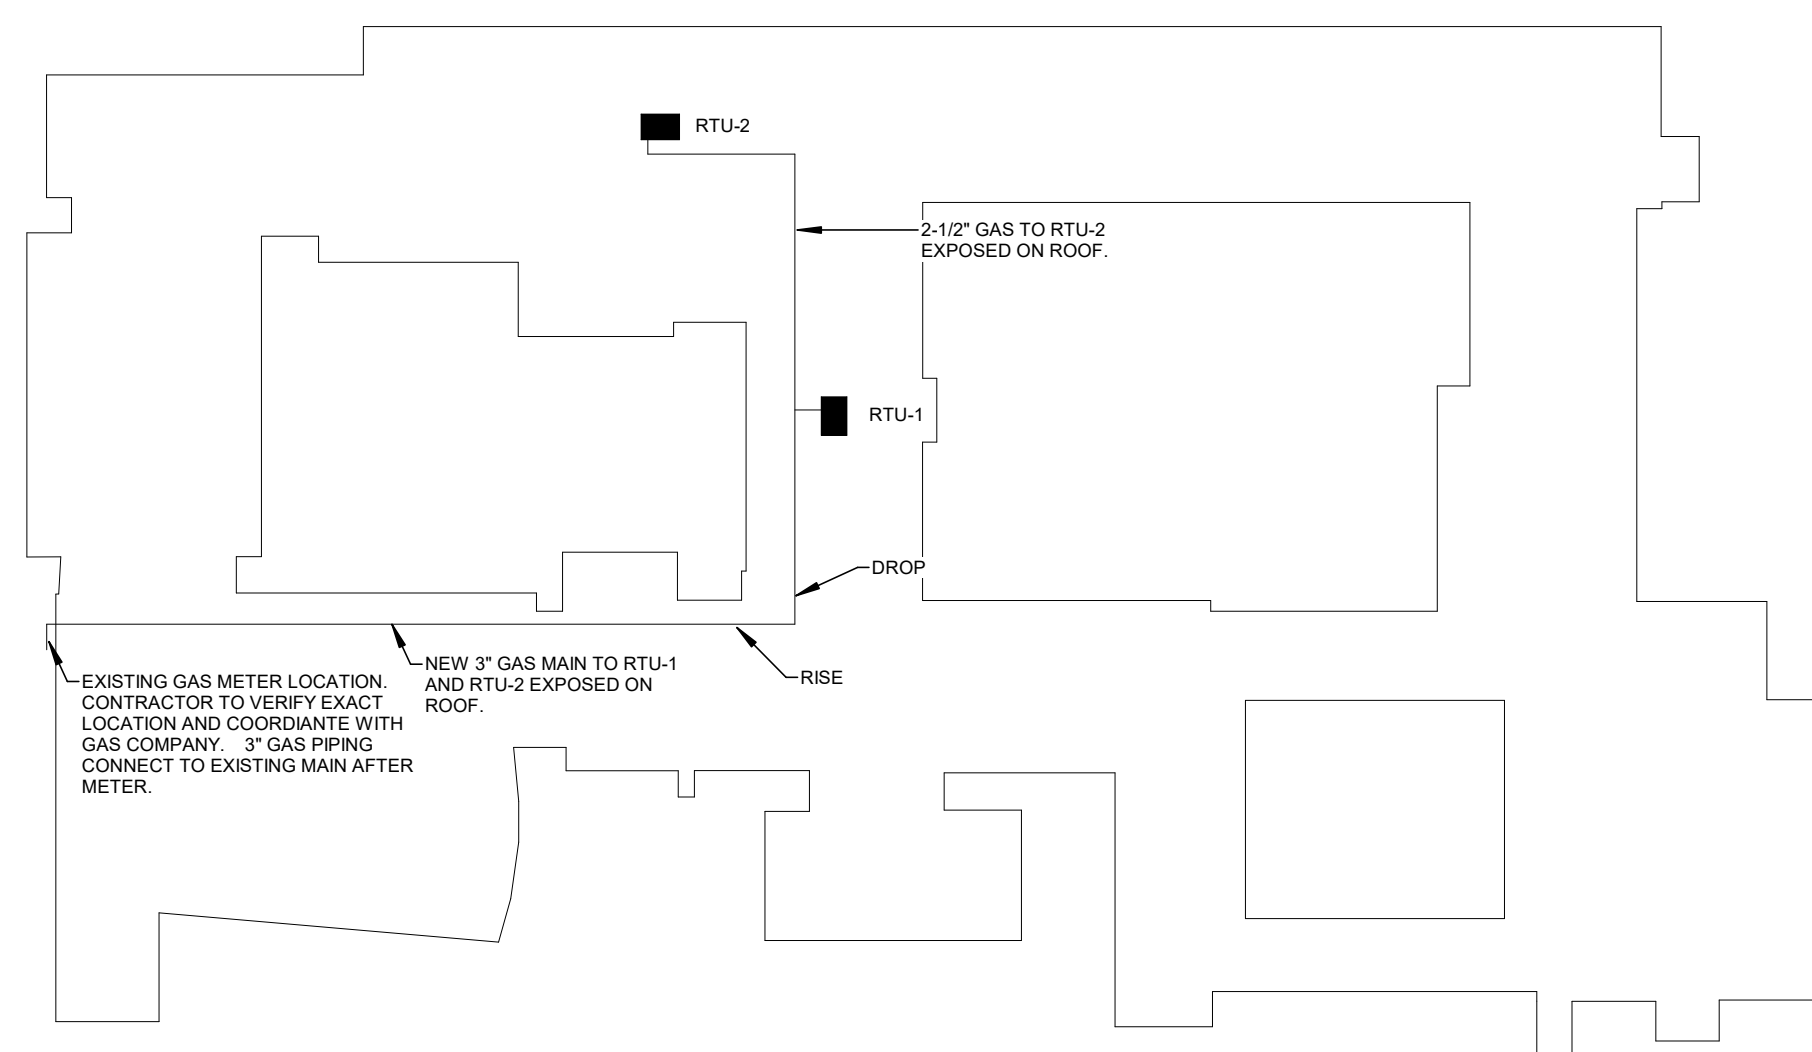 RTU-2
2-1/2" GAS TO RTU-2
EXPOSED ON ROOF.
RTU-1
DROP
NEW 3" GAS MAIN TO RTU-1
AND RTU-2 EXPOSED ON
ROOF.
RISE
EXISTING GAS METER LOCATION.
CONTRACTOR TO VERIFY EXACT
LOCATION AND COORDIANTE WITH
GAS COMPANY. 3" GAS PIPING
CONNECT TO EXISTING MAIN AFTER
METER.